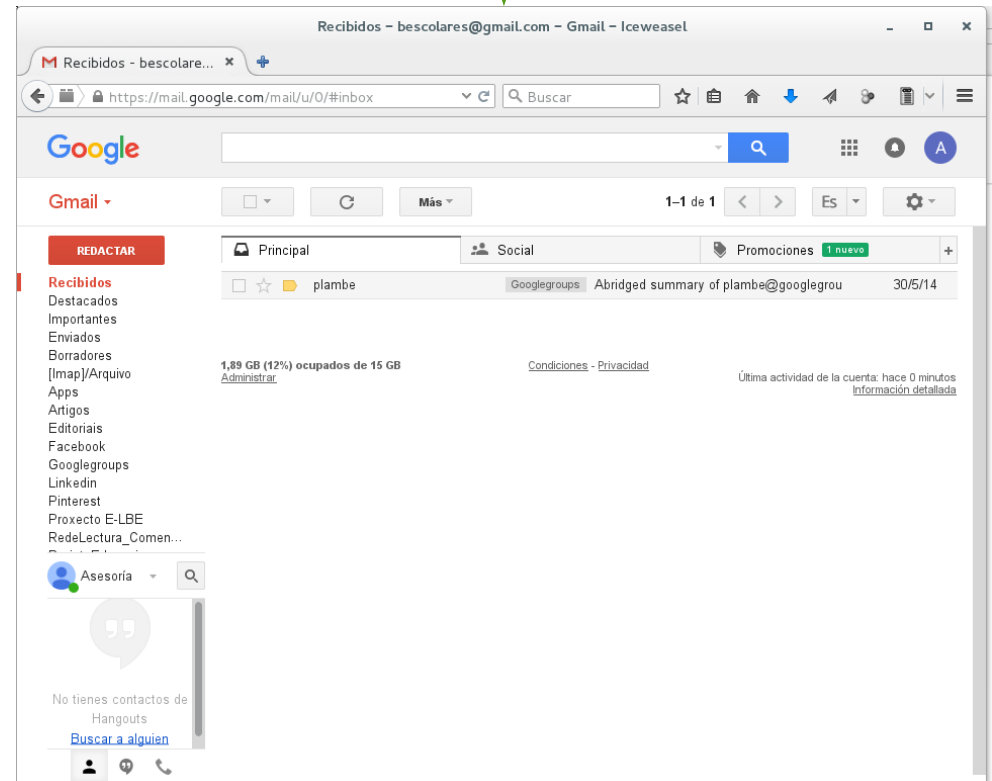 Recibidos – bescolares@gmail.com – Gmail – Iceweasel
Recibidos - bescolare...
https://mail.google.com/mail/u/0/#inbox
Buscar
Google
A
Gmail
Más
1–1 de 1
Es
REDACTAR
Principal
Social
Promociones 1 nuevo
+
plambe Googlegroups Abridged summary of plambe@googlegrou 30/5/14
Recibidos
Destacados
Importantes
Enviados
Borradores
[Imap]/Arquivo
Apps
Artigos
Editoriais
Facebook
Googlegroups
Linkedin
Pinterest
Proxecto E-LBE
RedeLectura_Comen...
1,89 GB (12%) ocupados de 15 GB
Administrar
Condiciones - Privacidad
Última actividad de la cuenta: hace 0 minutos
Información detallada
Asesoría
No tienes contactos de
Hangouts
Buscar a alguien